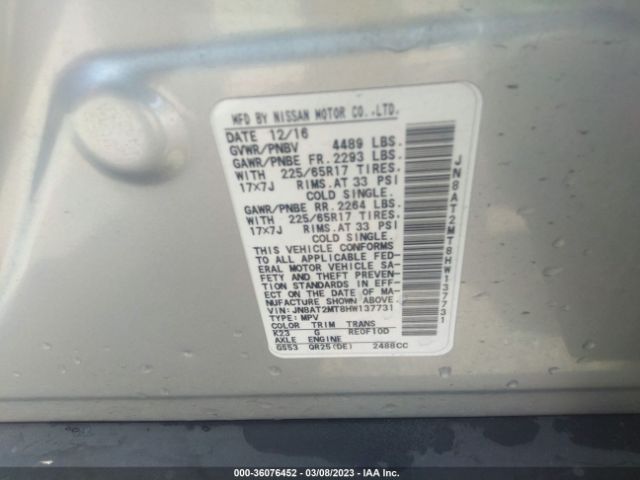 MFD BY NISSAN MOTOR CO.,LTD.
DATE 12/16
GVWR/PNBV 4489 LBS.
GAWR/PNBE FR. 2293 LBS.
WITH 225/65R17 TIRES.
17X7J RIMS.AT 33 PSI
COLD SINGLE.
GAWR/PNBE RR. 2264 LBS.
WITH 225/65R17 TIRES.
17X7J RIMS.AT 33 PSI
COLD SINGLE.
THIS VEHICLE CONFORMS
TO ALL APPLICABLE FED-
ERAL MOTOR VEHICLE SA-
FETY AND THEFT PREVEN-
TION STANDARDS IN EFF-
ECT ON THE DATE OF MA-
NUFACTURE SHOWN ABOVE.
VIN:JN8AT2MT8HW137731
TYPE:MPV
COLOR TRIM TRANS
K23 G RE0F10D
AXLE ENGINE
GS53 QR25(DE) 2488CC
JN8AT2MT8HW137731
000-36076452 - 03/08/2023 - IAA Inc.